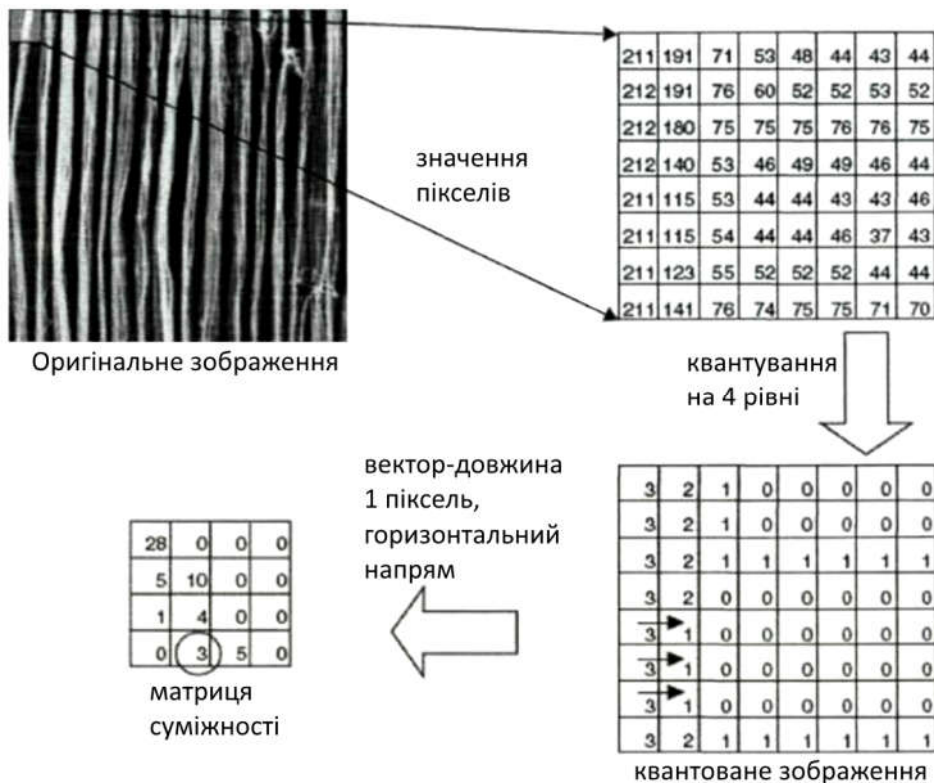 211 191 71 53 48 44 43 44
212 191 76 60 52 52 53 52
212 180 75 75 75 76 76 75
212 140 53 46 49 49 46 44
211 115 53 44 44 43 43 46
211 115 54 44 44 46 37 43
211 123 55 52 52 52 44 44
211 141 76 74 75 75 71 70
значення
пікселів
Оригінальне зображення
квантування
на 4 рівні
3 2 1 0 0 0 0 0
3 2 1 0 0 0 0 0
3 2 1 1 1 1 1 1
3 2 0 0 0 0 0 0
3 1 0 0 0 0 0 0
3 1 0 0 0 0 0 0
3 1 0 0 0 0 0 0
3 2 1 1 1 1 1 1
квантоване зображення
вектор-довжина
1 піксель,
горизонтальний
напрям
28 0 0 0
5 10 0 0
1 4 0 0
0 3 5 0
матриця
суміжності